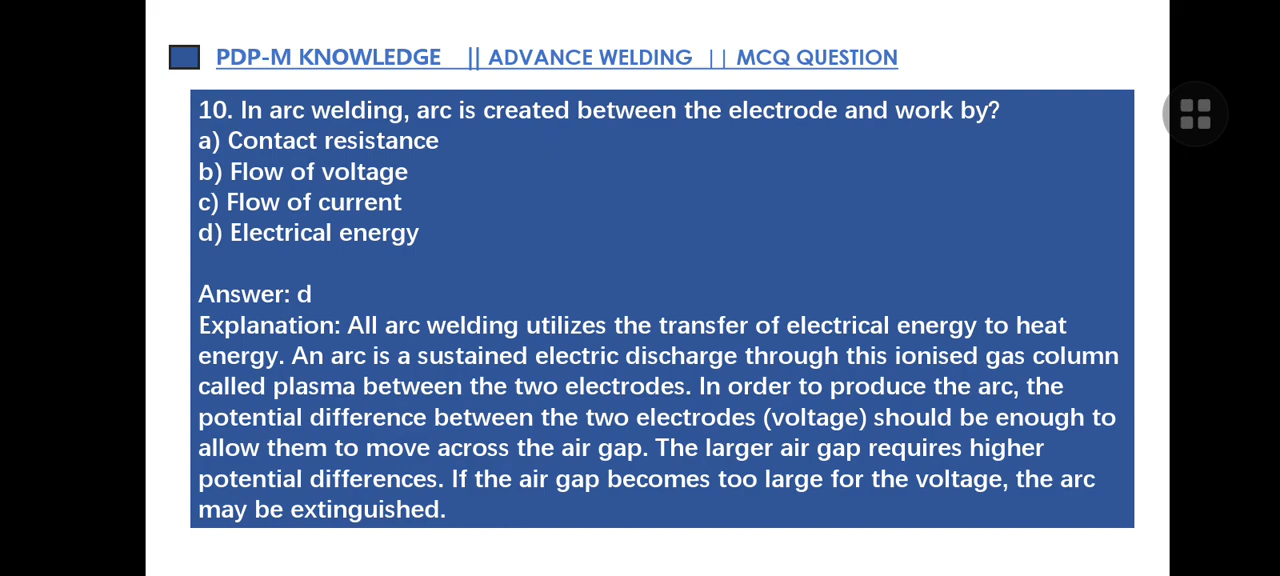 PDP-M KNOWLEDGE || ADVANCE WELDING || MCQ QUESTION
10. In arc welding, arc is created between the electrode and work by?
a) Contact resistance
b) Flow of voltage
c) Flow of current
d) Electrical energy
Answer: d
Explanation: All arc welding utilizes the transfer of electrical energy to heat
energy. An arc is a sustained electric discharge through this ionised gas column
called plasma between the two electrodes. In order to produce the arc, the
potential difference between the two electrodes (voltage) should be enough to
allow them to move across the air gap. The larger air gap requires higher
potential differences. If the air gap becomes too large for the voltage, the arc
may be extinguished.